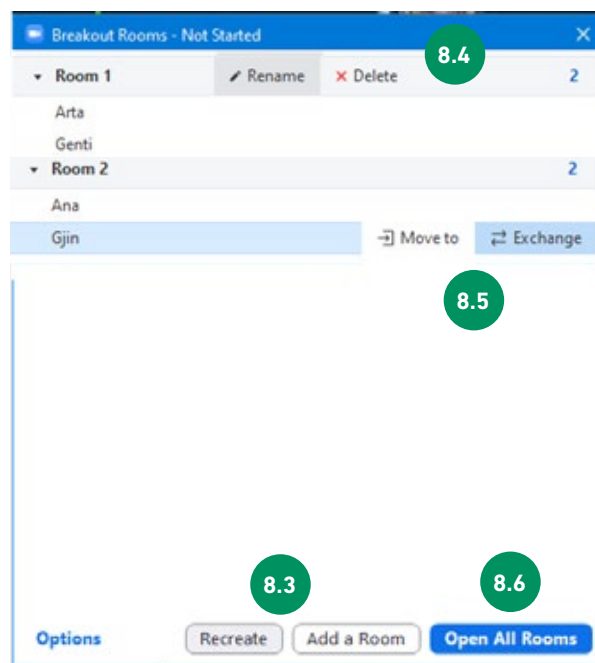 Breakout Rooms - Not Started
8.4
Room 1 Rename Delete 2
Arta
Genti
Room 2 2
Ana
Gjin Move to Exchange
8.5
8.3
8.6
Options Recreate Add a Room Open All Rooms